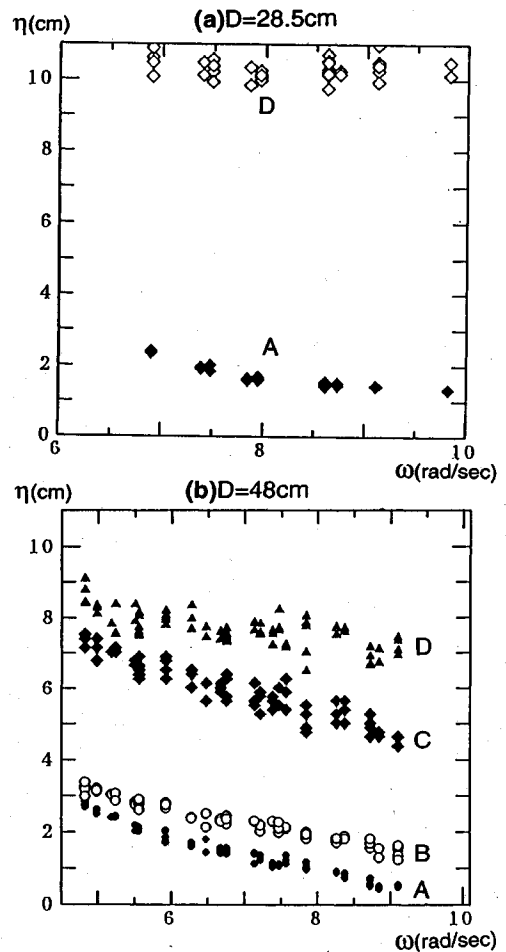 η(cm) (a)D=28.5cm
10
D
8
6
4
A
2
0
6 8 10
ω(rad/sec)
η(cm) (b)D=48cm
10
8
D
6
C
4
2
B
A
0
6 8 10
ω(rad/sec)